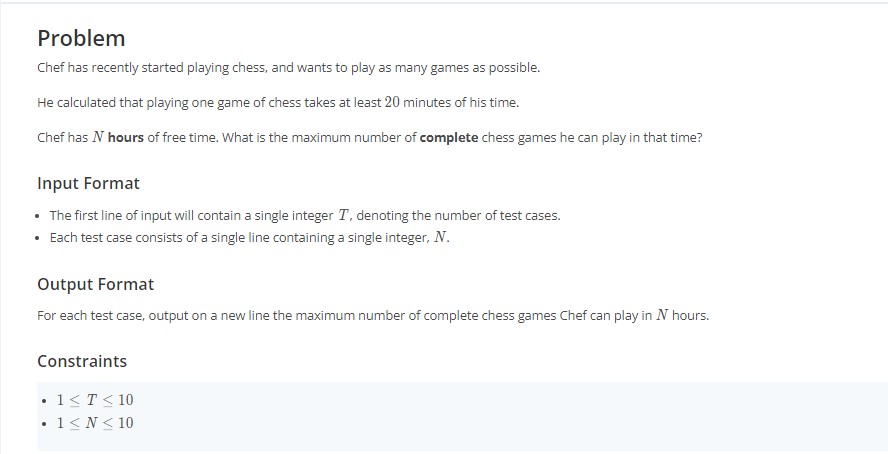 Problem
Chef has recently started playing chess, and wants to play as many games as possible.
He calculated that playing one game of chess takes at least 20 minutes of his time.
Chef has N hours of free time. What is the maximum number of complete chess games he can play in that time?
Input Format
• The first line of input will contain a single integer T, denoting the number of test cases.
• Each test case consists of a single line containing a single integer, N.
Output Format
For each test case, output on a new line the maximum number of complete chess games Chef can play in N hours.
Constraints
• 1 ≤ T ≤ 10
• 1 ≤ N ≤ 10